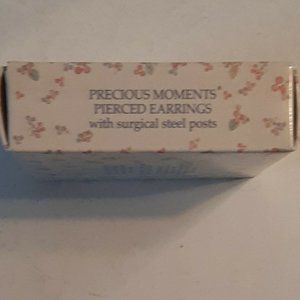 PRECIOUS MOMENTS
PIERCED EARRINGS
with surgical steel posts